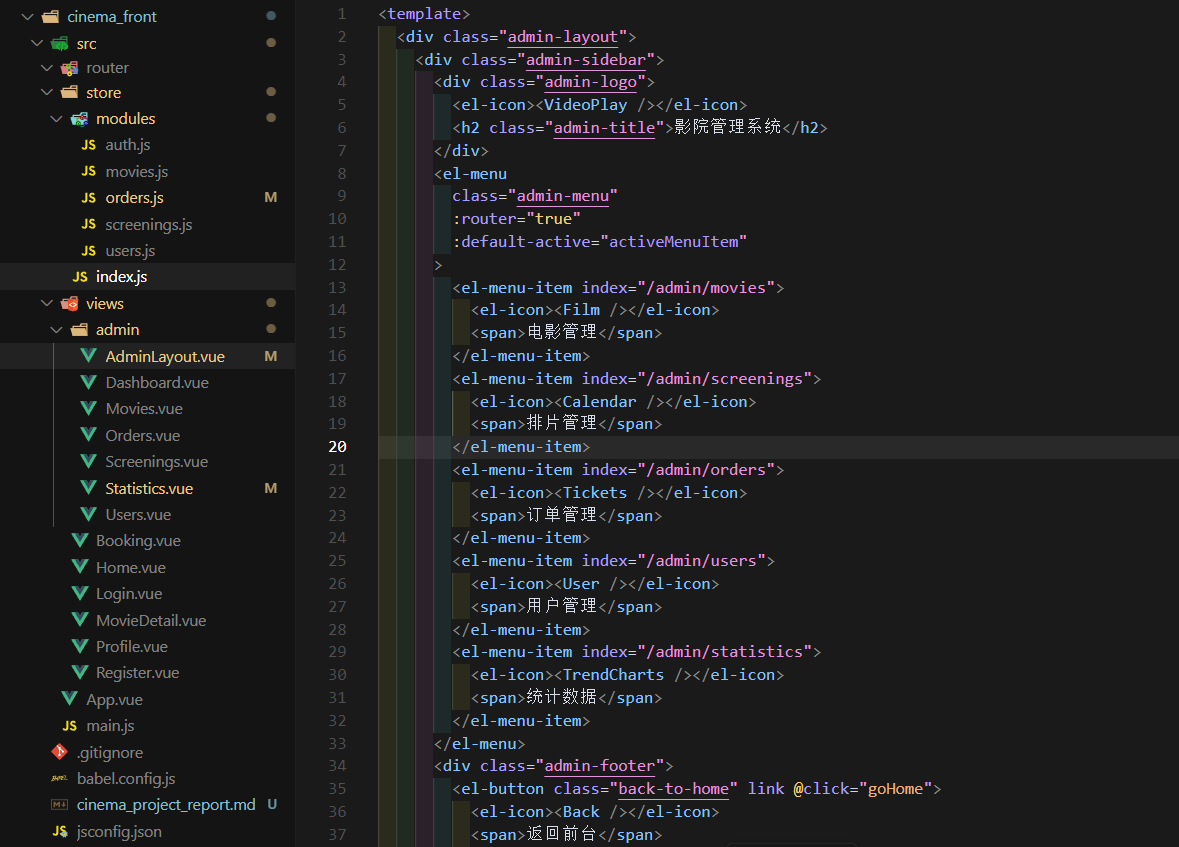 cinema_front
src
router
store
modules
auth.js
movies.js
orders.js M
screenings.js
users.js
index.js
views
admin
AdminLayout.vue M
Dashboard.vue
Movies.vue
Orders.vue
Screenings.vue
Statistics.vue M
Users.vue
Booking.vue
Home.vue
Login.vue
MovieDetail.vue
Profile.vue
Register.vue
App.vue
main.js
.gitignore
babel.config.js
cinema_project_report.md U
jsconfig.json
1 <template>
2 <div class="admin-layout">
3 <div class="admin-sidebar">
4 <div class="admin-logo">
5 <el-icon><VideoPlay /></el-icon>
6 <h2 class="admin-title">影院管理系统</h2>
7 </div>
8 <el-menu
9 class="admin-menu"
10 :router="true"
11 :default-active="activeMenuItem"
12 >
13 <el-menu-item index="/admin/movies">
14 <el-icon><Film /></el-icon>
15 <span>电影管理</span>
16 </el-menu-item>
17 <el-menu-item index="/admin/screenings">
18 <el-icon><Calendar /></el-icon>
19 <span>排片管理</span>
20 </el-menu-item>
21 <el-menu-item index="/admin/orders">
22 <el-icon><Tickets /></el-icon>
23 <span>订单管理</span>
24 </el-menu-item>
25 <el-menu-item index="/admin/users">
26 <el-icon><User /></el-icon>
27 <span>用户管理</span>
28 </el-menu-item>
29 <el-menu-item index="/admin/statistics">
30 <el-icon><TrendCharts /></el-icon>
31 <span>统计数据</span>
32 </el-menu-item>
33 </el-menu>
34 <div class="admin-footer">
35 <el-button class="back-to-home" link @click="goHome">
36 <el-icon><Back /></el-icon>
37 <span>返回前台</span>